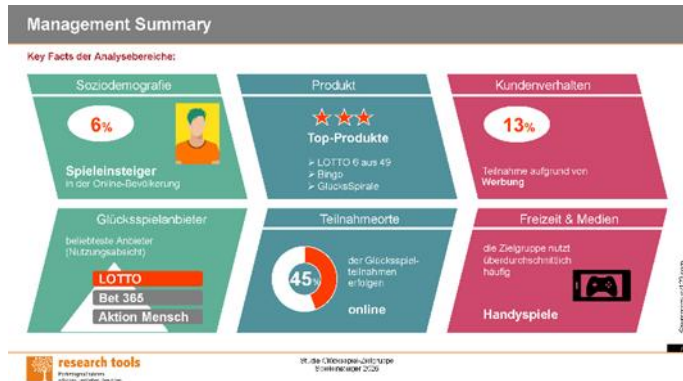 Management Summary
Key Facts der Analysebereiche:
Soziodemografie
6%
Spieleinsteiger
in der Online-Bevölkerung
Produkt
Top-Produkte
➢ LOTTO 6 aus 49
➢ Bingo
➢ GlücksSpirale
Kundenverhalten
13%
Teilnahme aufgrund von
Werbung
Glücksspielanbieter
beliebteste Anbieter
(Nutzungsabsicht)
LOTTO
Bet 365
Aktion Mensch
Teilnahmeorte
45%
der Glücksspiel-
teilnahmen
erfolgen
online
Freizeit & Medien
die Zielgruppe nutzt
überdurchschnittlich
häufig
Handyspiele
research tools
Studie Glücksspiel-Zielgruppe
Spieleinsteiger 2026